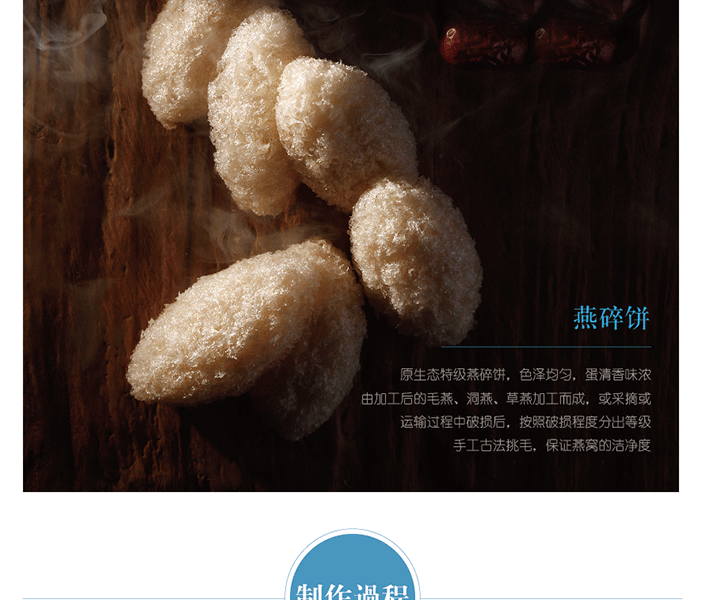 燕碎饼
原生态特级燕碎饼，色泽均匀，蛋清香味浓
由加工后的毛燕、洞燕、草燕加工而成，或采摘或
运输过程中破损后，按照破损程度分出等级
手工古法挑毛，保证燕窝的洁净度
制作過程